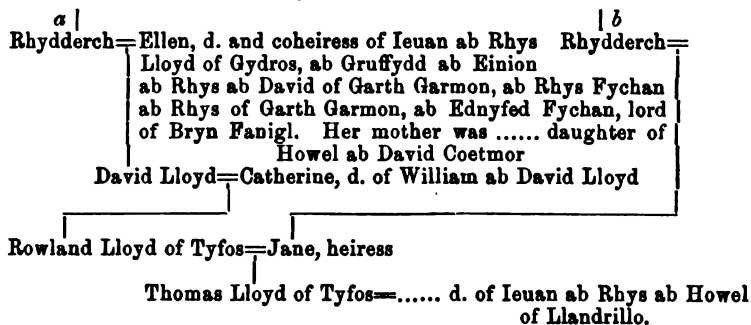 a b
Rhydderch=Ellen, d. and coheiress of Ieuan ab Rhys Rhydderch=
Lloyd of Gydros, ab Gruffydd ab Einion
ab Rhys ab David of Garth Garmon, ab Rhys Fychan
ab Rhys of Garth Garmon, ab Ednyfed Fychan, lord
of Bryn Fanigl. Her mother was ...... daughter of
Howel ab David Coetmor
David Lloyd=Catherine, d. of William ab David Lloyd
Rowland Lloyd of Tyfos=Jane, heiress
Thomas Lloyd of Tyfos=...... d. of Ieuan ab Rhys ab Howel
of Llandrillo.